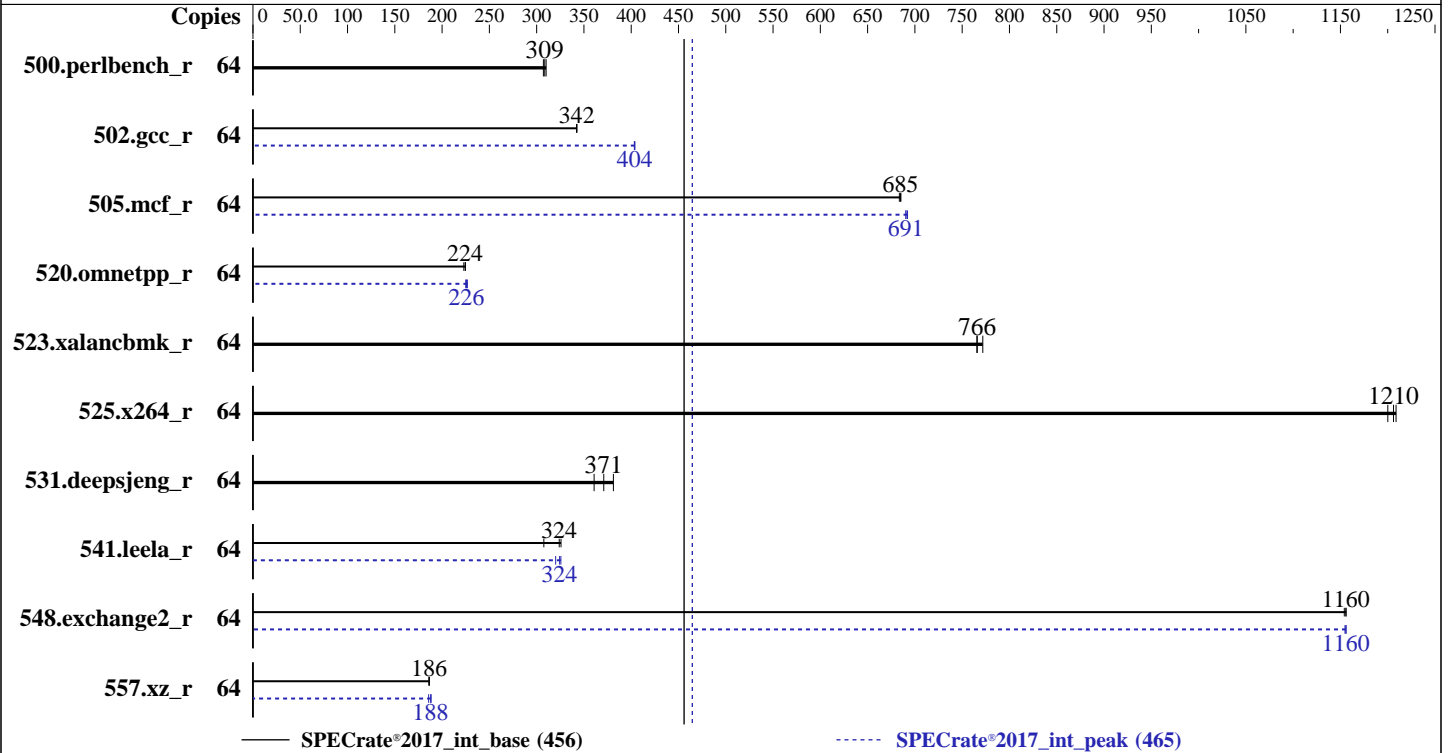 Copies 0 50.0 100 150 200 250 300 350 400 450 500 550 600 650 700 750 800 850 900 950 1050 1150 1250
500.perlbench_r 64 309
502.gcc_r 64 342
404
505.mcf_r 64 685
691
520.omnetpp_r 64 224
226
523.xalancbmk_r 64 766
525.x264_r 64 1210
531.deepsjeng_r 64 371
541.leela_r 64 324
324
548.exchange2_r 64 1160
1160
557.xz_r 64 186
188
SPECrate®2017_int_base (456) SPECrate®2017_int_peak (465)